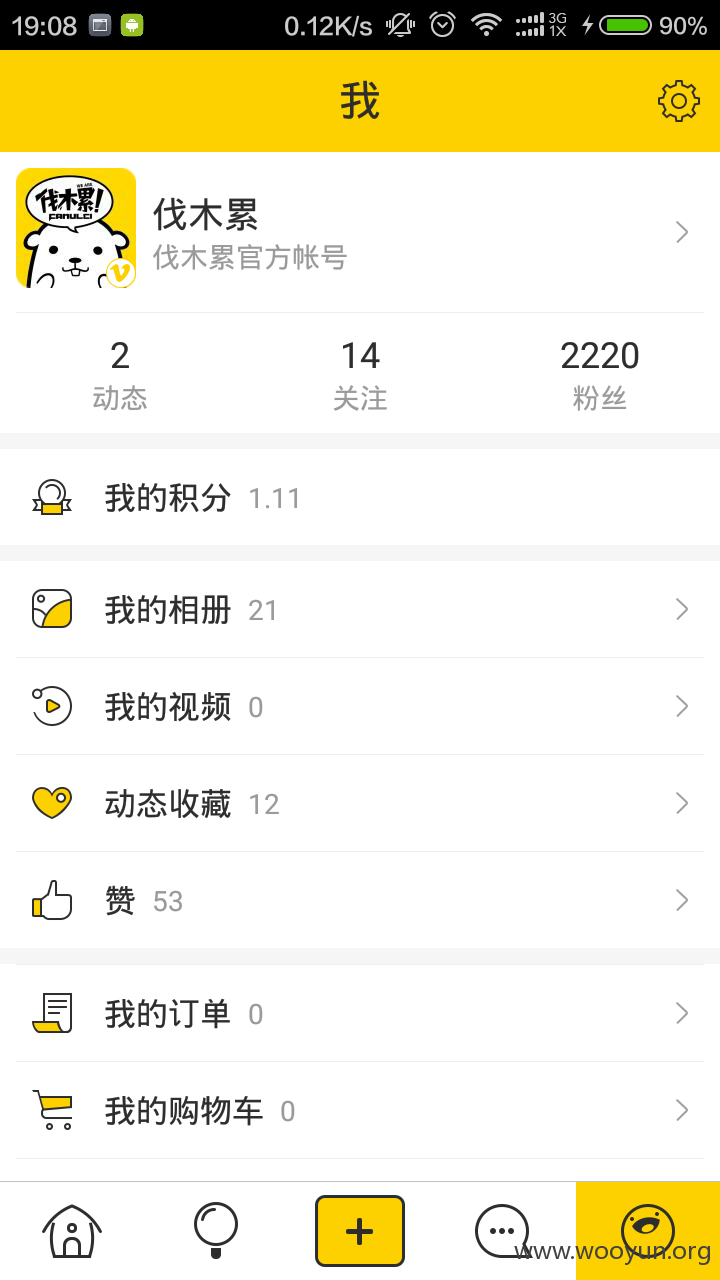 19:08 0.12K/s 3G 1X 90%
我
伐木累!
FAMULEI
伐木累
伐木累官方帐号
2 14 2220
动态 关注 粉丝
我的积分 1.11
我的相册 21
我的视频 0
动态收藏 12
赞 53
我的订单 0
我的购物车 0
www.wooyun.org